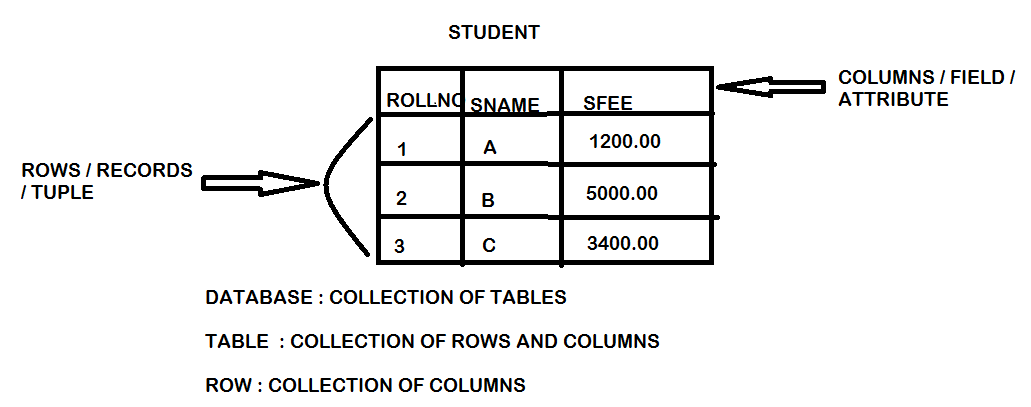 STUDENT
COLUMNS / FIELD /
ATTRIBUTE
ROLLNO SNAME SFEE
1 A 1200.00
ROWS / RECORDS
/ TUPLE
2 B 5000.00
3 C 3400.00
DATABASE : COLLECTION OF TABLES
TABLE : COLLECTION OF ROWS AND COLUMNS
ROW : COLLECTION OF COLUMNS